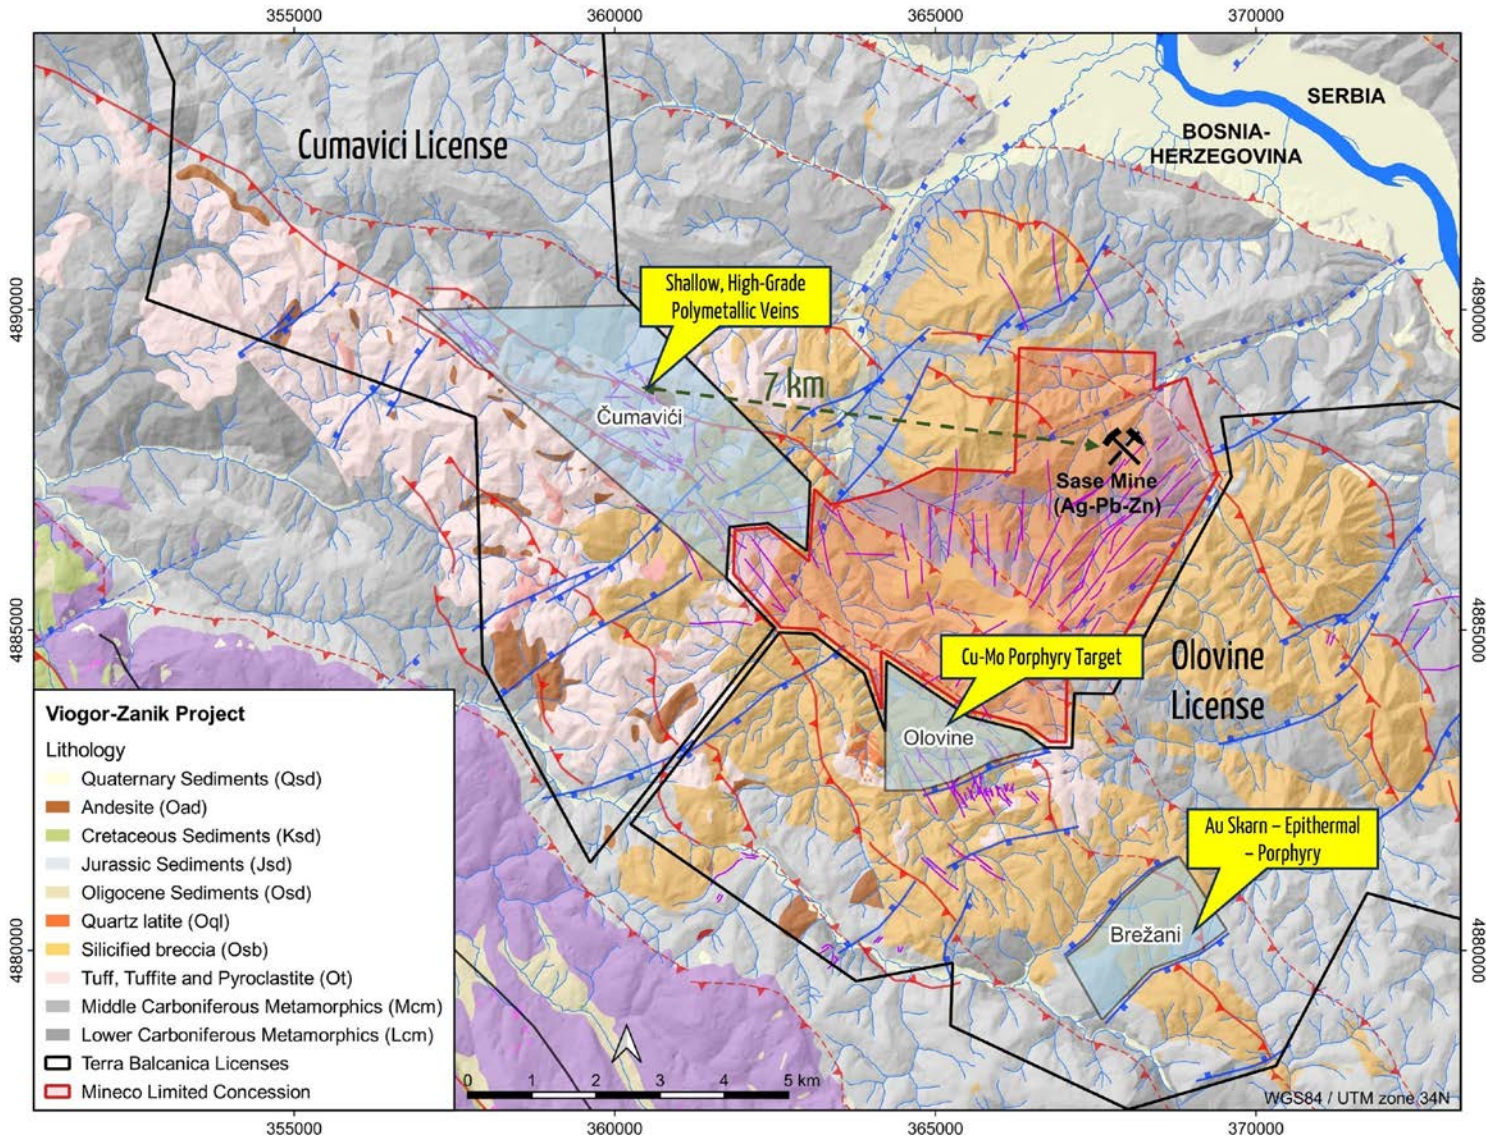 355000
360000
365000
370000
SERBIA
BOSNIA-
HERZEGOVINA
Cumavici License
Shallow, High-Grade
Polymetallic Veins
4890000
4890000
7 km
Čumavići
Sase Mine
(Ag-Pb-Zn)
4885000
4885000
Cu-Mo Porphyry Target
Olovine
License
Olovine
Au Skarn – Epithermal
– Porphyry
Brežani
4880000
4880000
Viogor-Zanik Project
Lithology
Quaternary Sediments (Qsd)
Andesite (Oad)
Cretaceous Sediments (Ksd)
Jurassic Sediments (Jsd)
Oligocene Sediments (Osd)
Quartz latite (Oql)
Silicified breccia (Osb)
Tuff, Tuffite and Pyroclastite (Ot)
Middle Carboniferous Metamorphics (Mcm)
Lower Carboniferous Metamorphics (Lcm)
Terra Balcanica Licenses
Mineco Limited Concession
0 1 2 3 4 5 km
WGS84 / UTM zone 34N
355000
360000
365000
370000